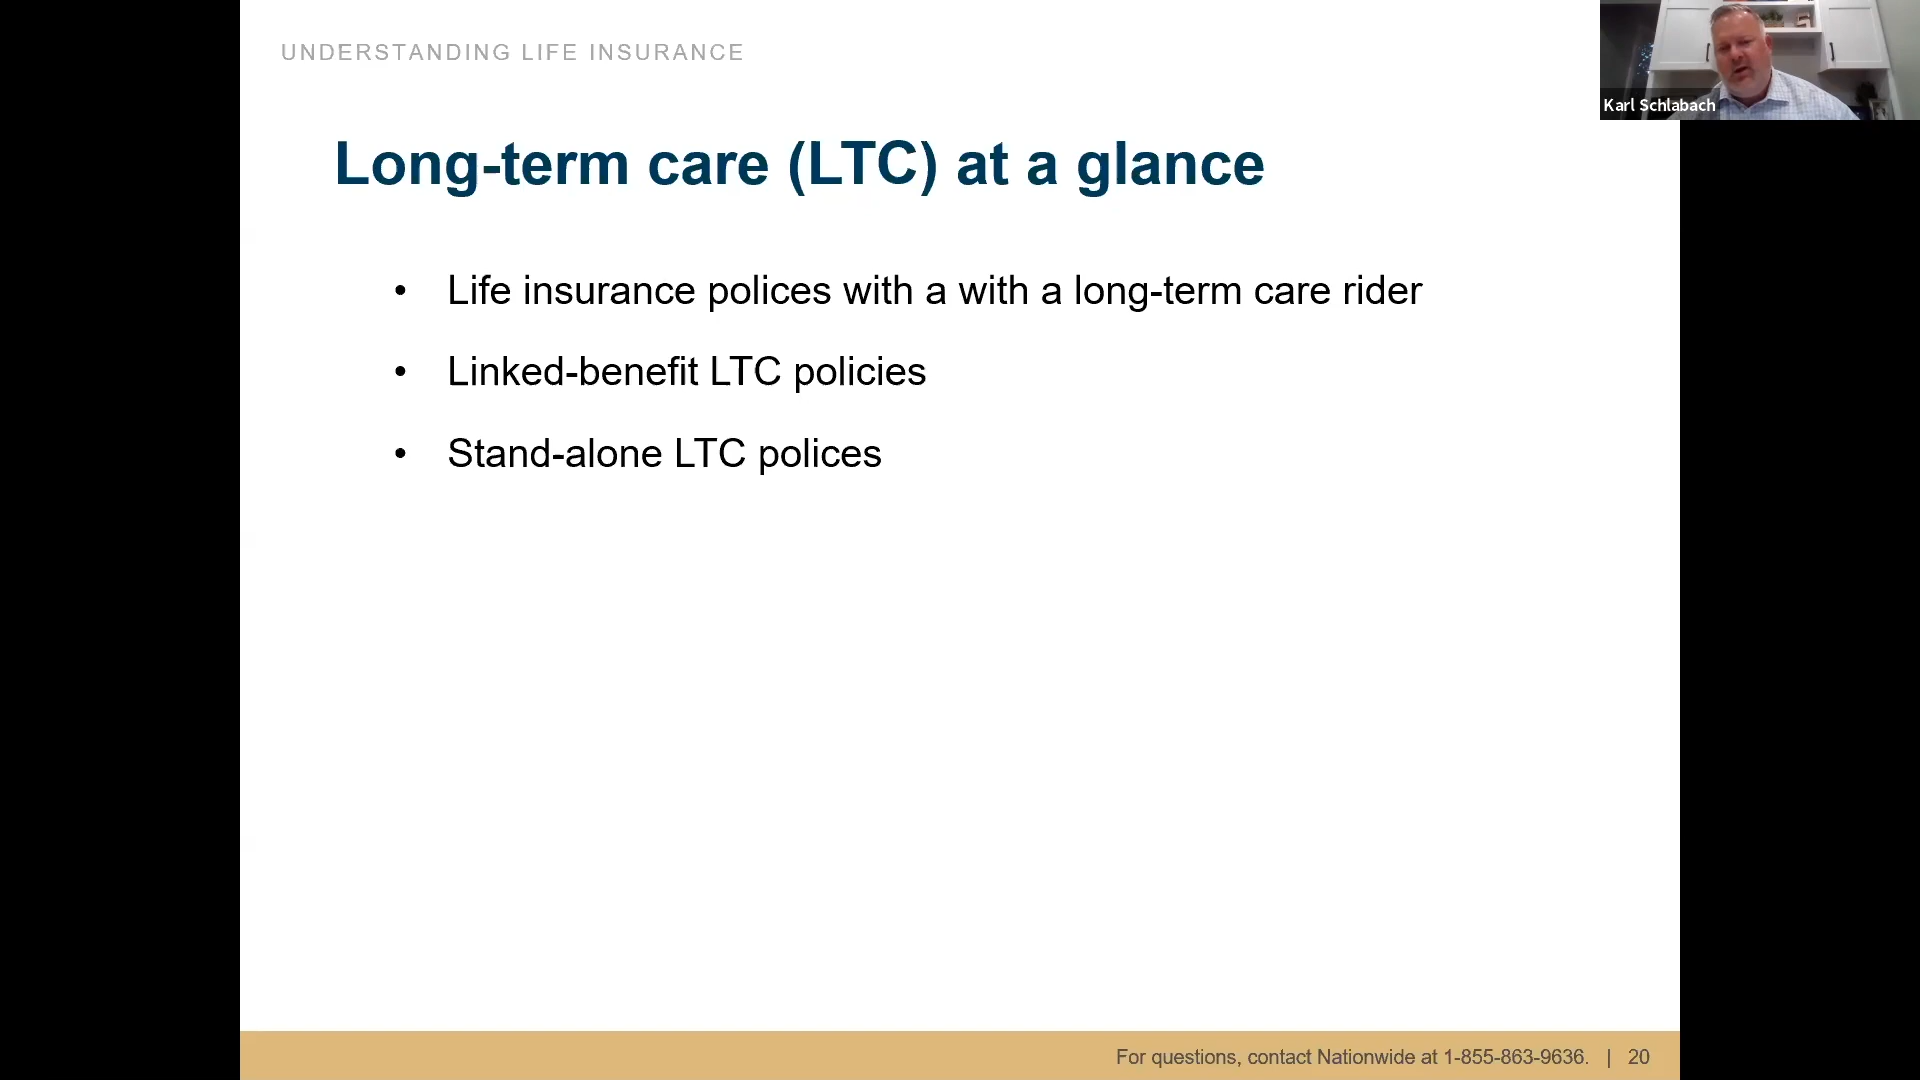 UNDERSTANDING LIFE INSURANCE
Karl Schlabach
Long-term care (LTC) at a glance
• Life insurance polices with a with a long-term care rider
• Linked-benefit LTC policies
• Stand-alone LTC polices
For questions, contact Nationwide at 1-855-863-9636. | 20